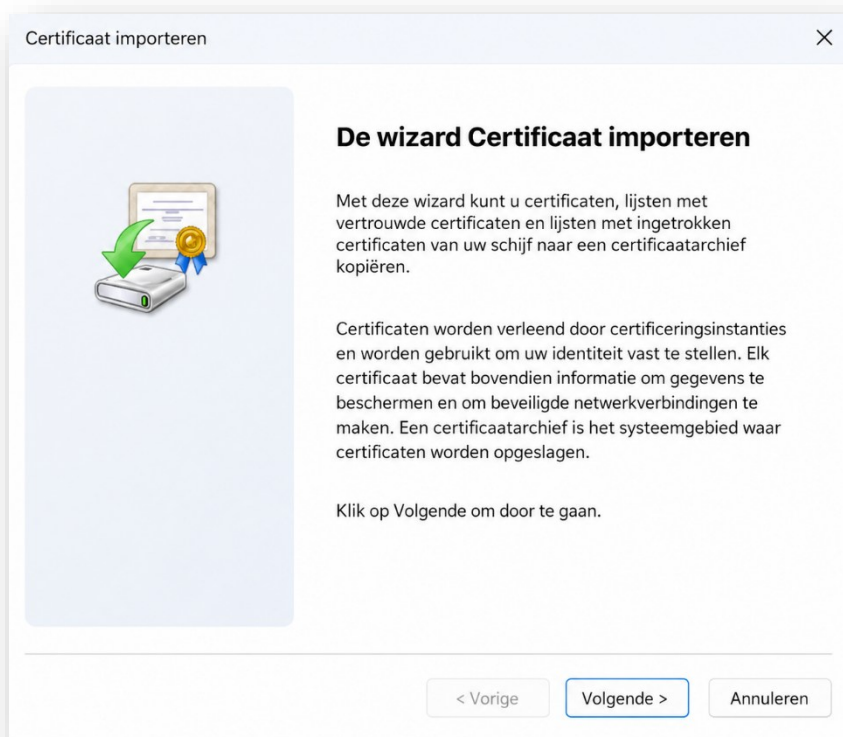 Certificaat importeren
De wizard Certificaat importeren
Met deze wizard kunt u certificaten, lijsten met
vertrouwde certificaten en lijsten met ingetrokken
certificaten van uw schijf naar een certificaatarchief
kopiëren.
Certificaten worden verleend door certificeringsinstanties
en worden gebruikt om uw identiteit vast te stellen. Elk
certificaat bevat bovendien informatie om gegevens te
beschermen en om beveiligde netwerkverbindingen te
maken. Een certificaatarchief is het systeemgebied waar
certificaten worden opgeslagen.
Klik op Volgende om door te gaan.
< Vorige
Volgende >
Annuleren